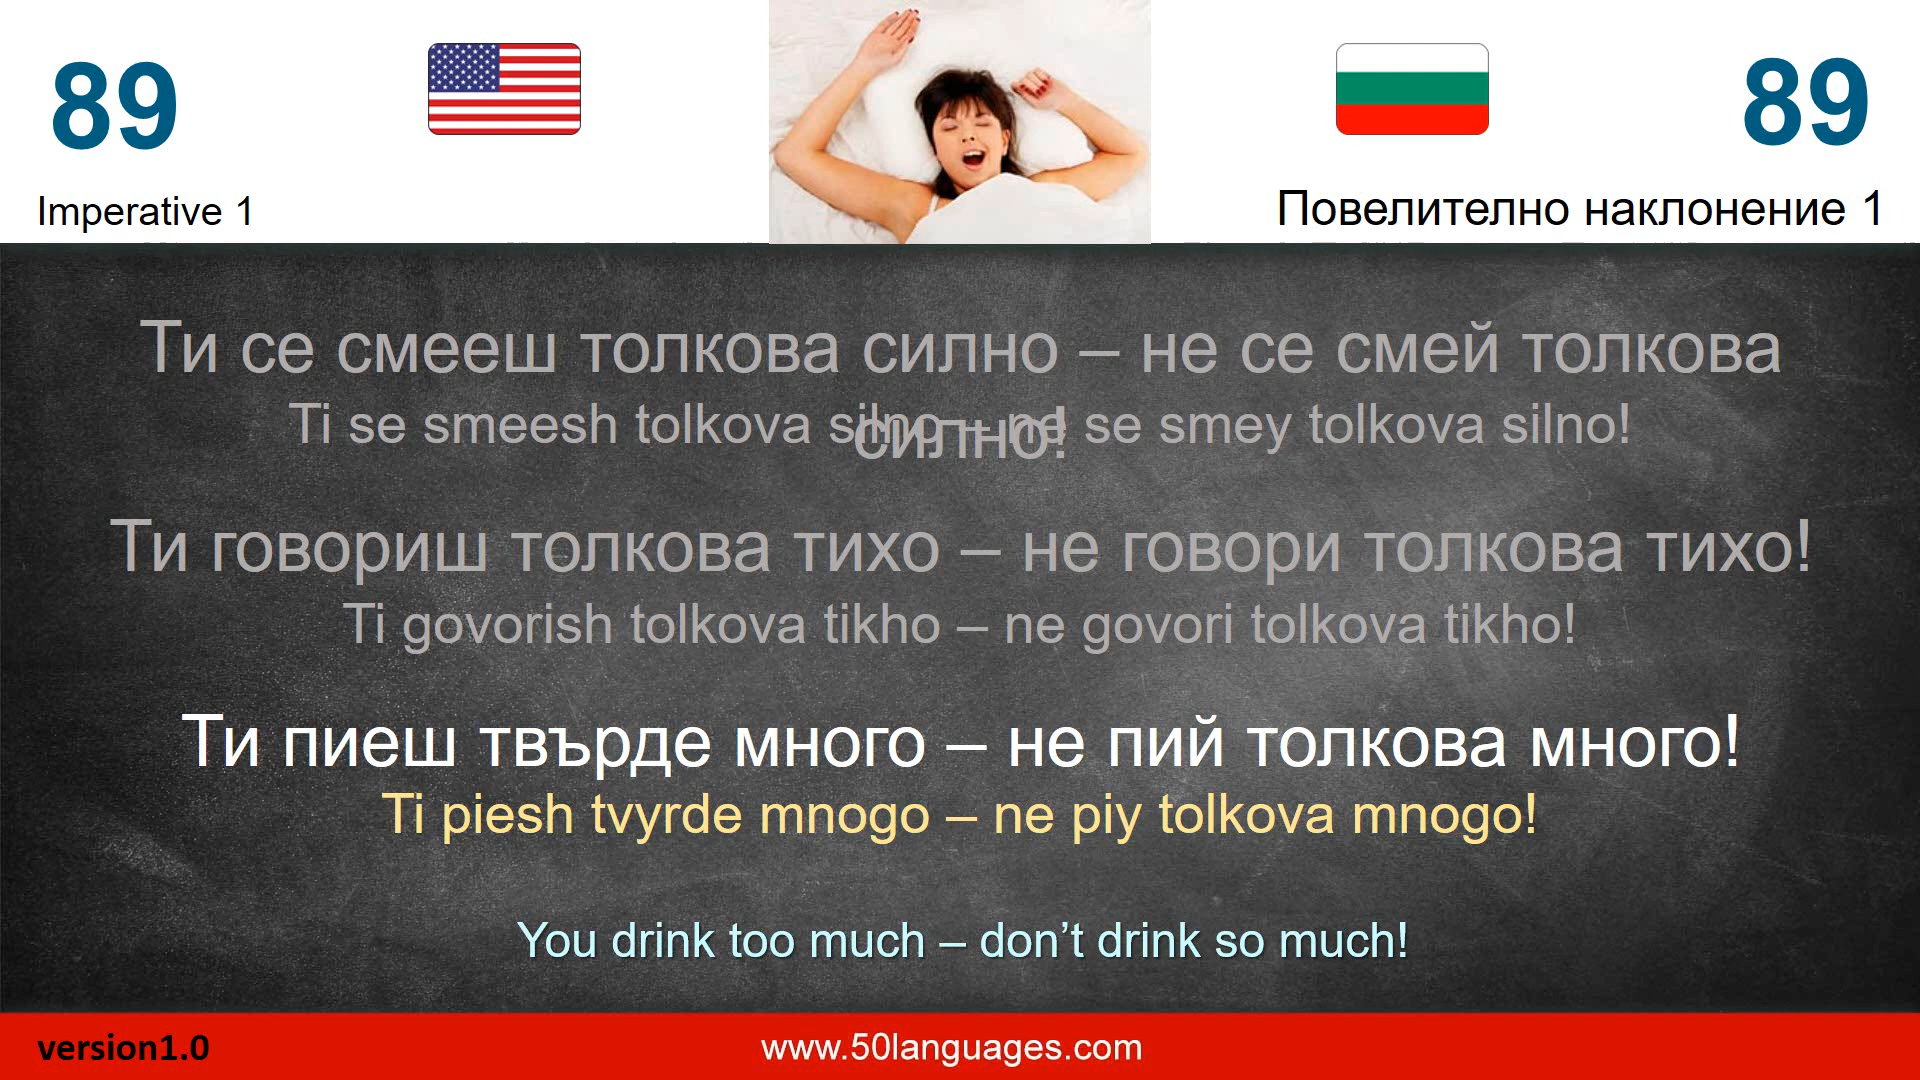 89
89
Imperative 1
Повелително наклонение 1
Ти се смееш толкова силно – не се смей толкова
силно!
Ti se smeesh tolkova silno – ne se smey tolkova silno!
Ти говориш толкова тихо – не говори толкова тихо!
Ti govorish tolkova tikho – ne govori tolkova tikho!
Ти пиеш твърде много – не пий толкова много!
Ti piesh tvyrde mnogo – ne piy tolkova mnogo!
You drink too much – don’t drink so much!
version1.0
www.50languages.com